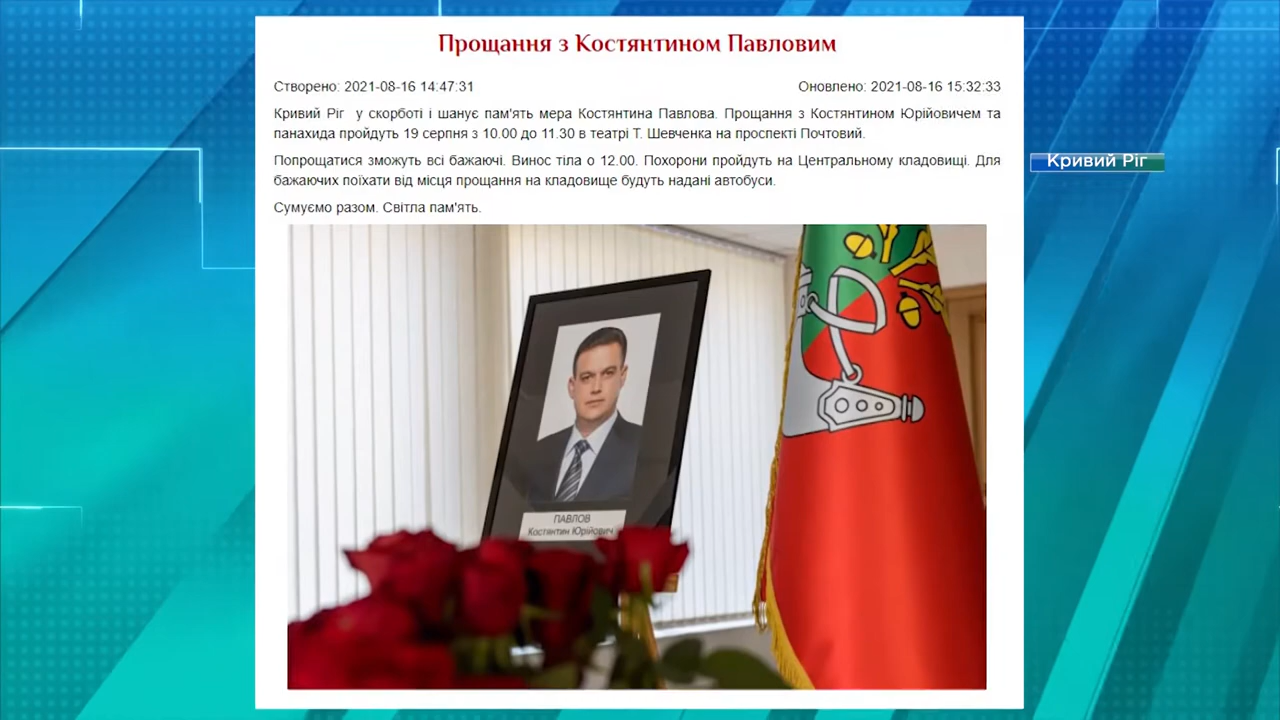 Прощання з Костянтином Павловим
Створено: 2021-08-16 14:47:31
Оновлено: 2021-08-16 15:32:33
Кривий Ріг у скорботі і шанує пам'ять мера Костянтина Павлова. Прощання з Костянтином Юрійовичем та
панахида пройдуть 19 серпня з 10.00 до 11.30 в театрі Т. Шевченка на проспекті Почтовий.
Попрощатися зможуть всі бажаючі. Винос тіла о 12.00. Похорони пройдуть на Центральному кладовищі. Для
бажаючих поїхати від місця прощання на кладовище будуть надані автобуси.
Сумуємо разом. Світла пам'ять.
Кривий Ріг
ПАВЛОВ
Костянтин Юрійович